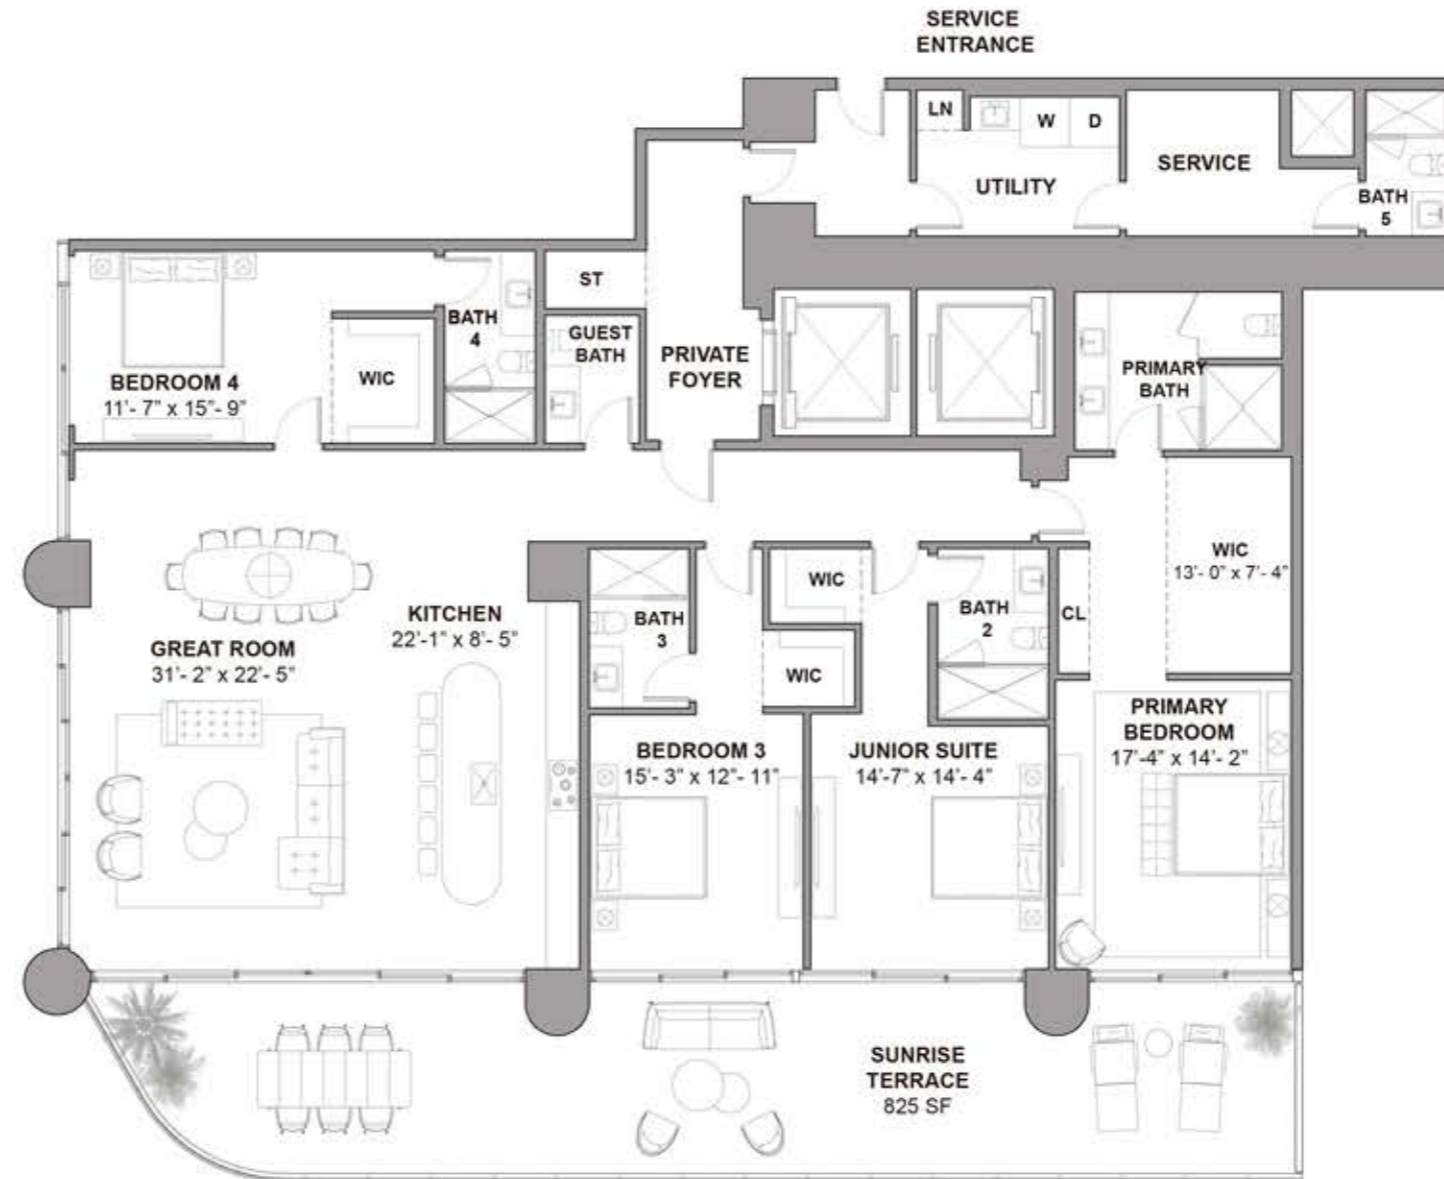 SERVICE
ENTRANCE
LN
W
D
UTILITY
SERVICE
BATH
5
ST
BATH
4
GUEST
BATH
PRIVATE
FOYER
WIC
BEDROOM 4
11'- 7" x 15"- 9"
PRIMARY
BATH
WIC
13'- 0" x 7'- 4"
KITCHEN
22'-1" x 8'- 5"
GREAT ROOM
31'- 2" x 22'- 5"
BATH
3
WIC
WIC
BATH
2
CL
BEDROOM 3
15'- 3" x 12"- 11"
JUNIOR SUITE
14'-7" x 14'- 4"
PRIMARY
BEDROOM
17'-4" x 14'- 2"
SUNRISE
TERRACE
825 SF